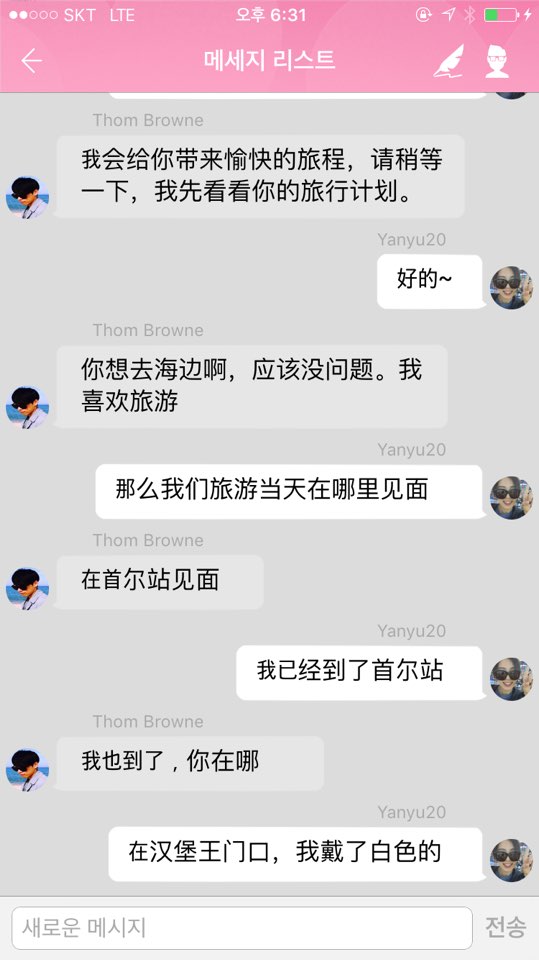 SKT LTE 오후 6:31
메세지 리스트
Thom Browne
我会给你带来愉快的旅程，请稍等
一下，我先看看你的旅行计划。
Yanyu20
好的~
Thom Browne
你想去海边啊，应该没问题。我
喜欢旅游
Yanyu20
那么我们旅游当天在哪里见面
Thom Browne
在首尔站见面
Yanyu20
我已经到了首尔站
Thom Browne
我也到了，你在哪
Yanyu20
在汉堡王门口，我戴了白色的
새로운 메시지 전송